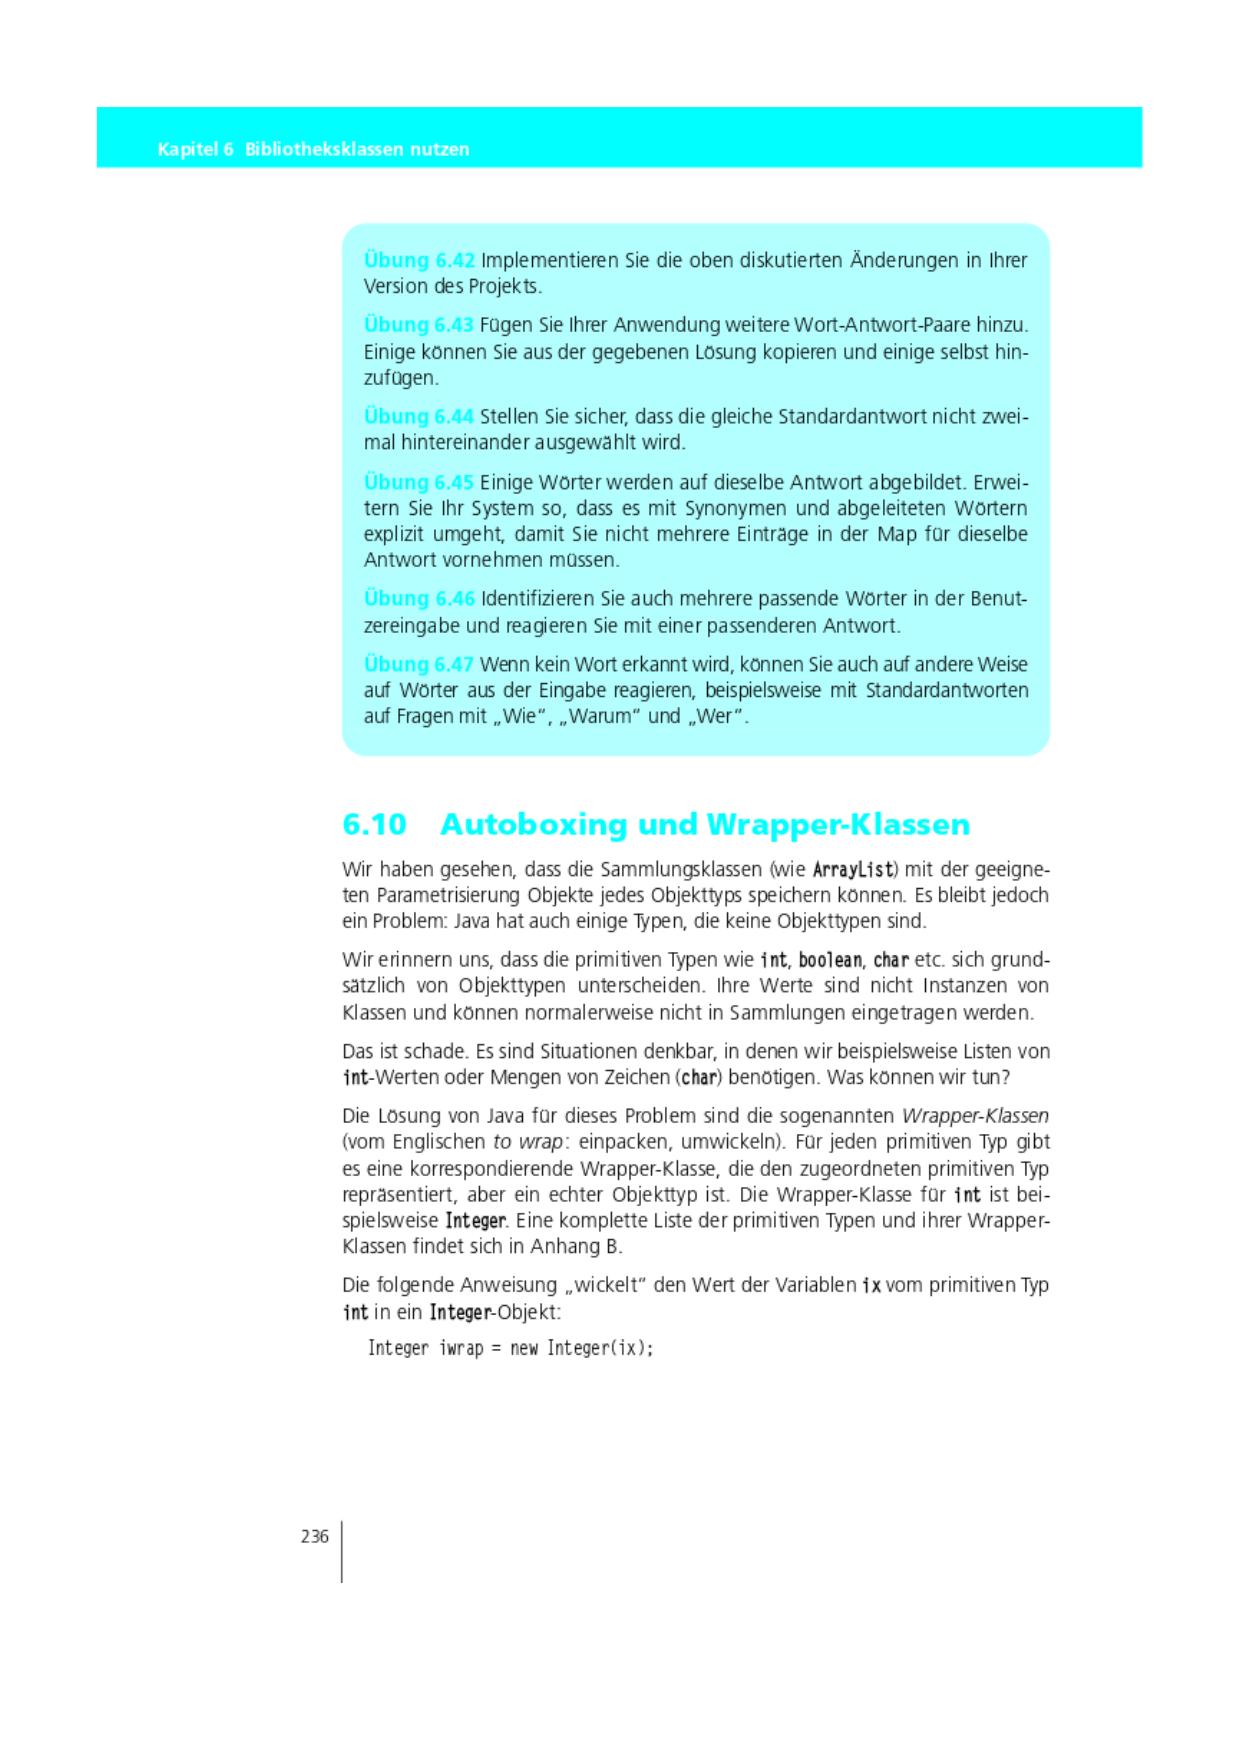 Kapitel 6 Bibliotheksklassen nutzen
Übung 6.42 Implementieren Sie die oben diskutierten Änderungen in Ihrer
Version des Projekts.
Übung 6.43 Fügen Sie Ihrer Anwendung weitere Wort-Antwort-Paare hinzu.
Einige können Sie aus der gegebenen Lösung kopieren und einige selbst hin-
zufügen.
Übung 6.44 Stellen Sie sicher, dass die gleiche Standardantwort nicht zwei-
mal hintereinander ausgewählt wird.
Übung 6.45 Einige Wörter werden auf dieselbe Antwort abgebildet. Erwei-
tern Sie Ihr System so, dass es mit Synonymen und abgeleiteten Wörtern
explizit umgeht, damit Sie nicht mehrere Einträge in der Map für dieselbe
Antwort vornehmen müssen.
Übung 6.46 Identifizieren Sie auch mehrere passende Wörter in der Benut-
zereingabe und reagieren Sie mit einer passenderen Antwort.
Übung 6.47 Wenn kein Wort erkannt wird, können Sie auch auf andere Weise
auf Wörter aus der Eingabe reagieren, beispielsweise mit Standardantworten
auf Fragen mit „Wie“, „Warum“ und „Wer“.
6.10 Autoboxing und Wrapper-Klassen
Wir haben gesehen, dass die Sammlungsklassen (wie ArrayList) mit der geeigne-
ten Parametrisierung Objekte jedes Objekttyps speichern können. Es bleibt jedoch
ein Problem: Java hat auch einige Typen, die keine Objekttypen sind.
Wir erinnern uns, dass die primitiven Typen wie int, boolean, char etc. sich grund-
sätzlich von Objekttypen unterscheiden. Ihre Werte sind nicht Instanzen von
Klassen und können normalerweise nicht in Sammlungen eingetragen werden.
Das ist schade. Es sind Situationen denkbar, in denen wir beispielsweise Listen von
int-Werten oder Mengen von Zeichen (char) benötigen. Was können wir tun?
Die Lösung von Java für dieses Problem sind die sogenannten Wrapper-Klassen
(vom Englischen to wrap: einpacken, umwickeln). Für jeden primitiven Typ gibt
es eine korrespondierende Wrapper-Klasse, die den zugeordneten primitiven Typ
repräsentiert, aber ein echter Objekttyp ist. Die Wrapper-Klasse für int ist bei-
spielsweise Integer. Eine komplette Liste der primitiven Typen und ihrer Wrapper-
Klassen findet sich in Anhang B.
Die folgende Anweisung „wickelt“ den Wert der Variablen ix vom primitiven Typ
int in ein Integer-Objekt:
Integer iwrap = new Integer(ix);
236